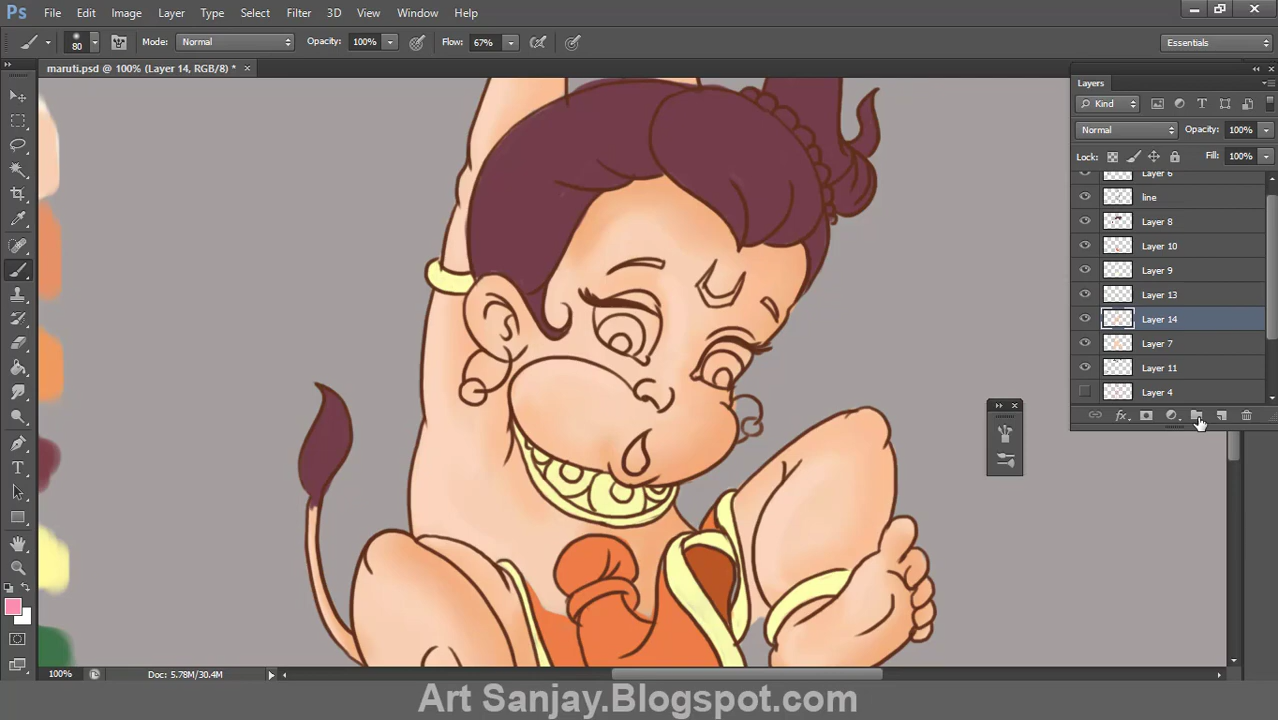 Ps File Edit Image Layer Type Select Filter 3D View Window Help
80 Mode: Normal Opacity: 100% Flow: 67% Essentials
maruti.psd @ 100% (Layer 14, RGB/8) * ×
Layers
Kind
Normal Opacity: 100%
Lock: Fill: 100%
Layer 6
line
Layer 8
Layer 10
Layer 9
Layer 13
Layer 14
Layer 7
Layer 11
Layer 4
fx
100% Doc: 5.78M/30.4M
Art Sanjay.Blogspot.com